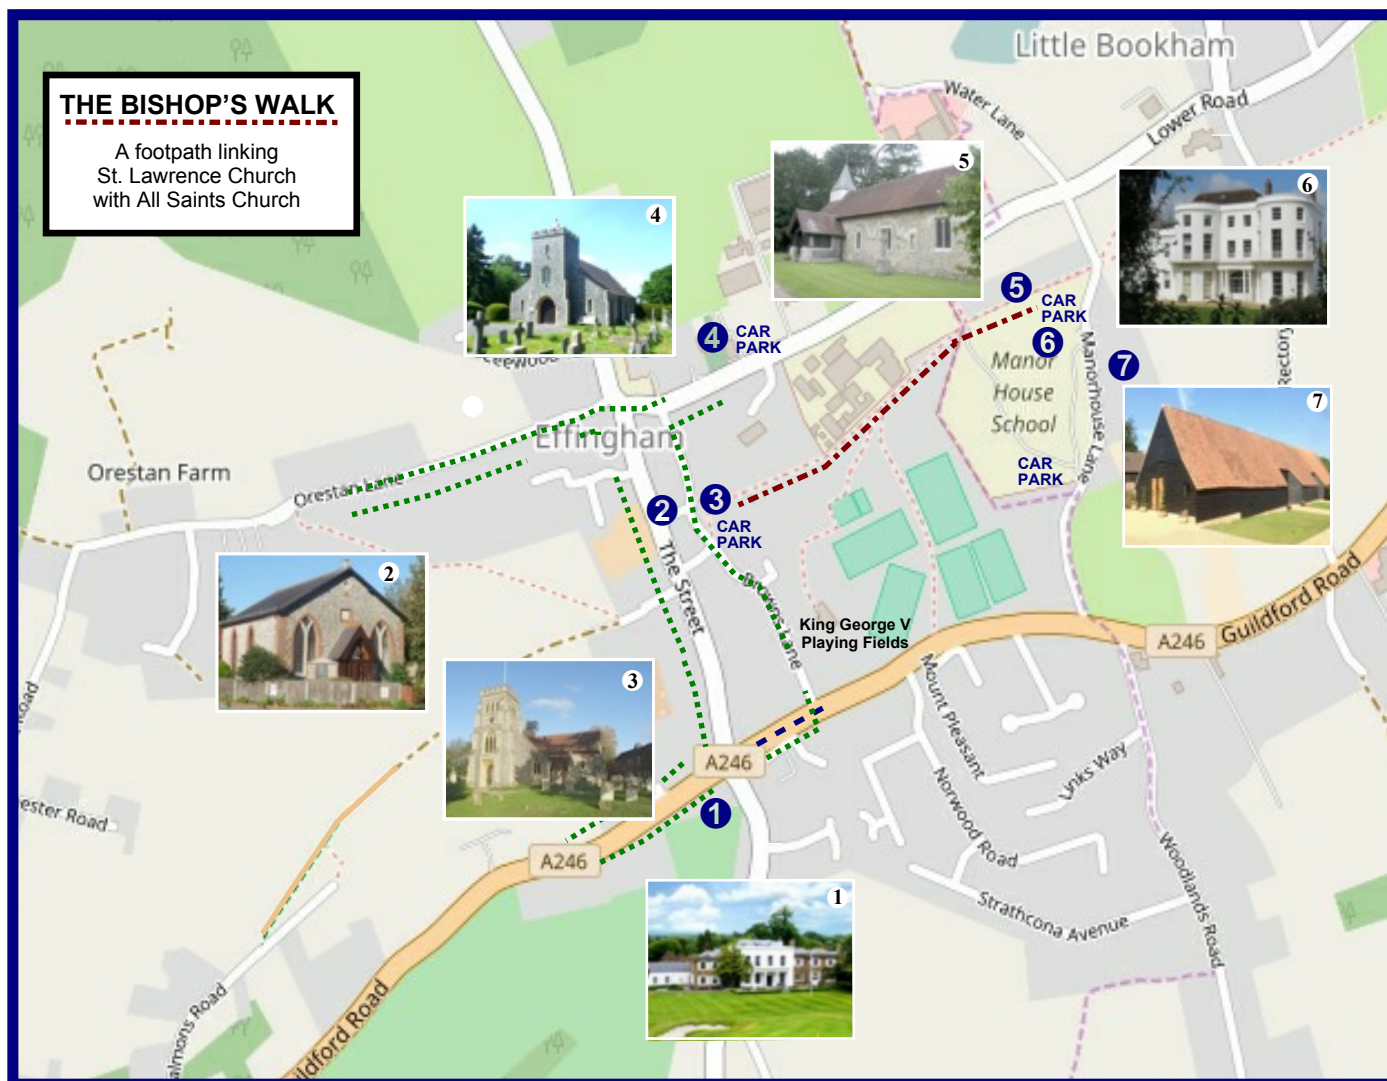 THE BISHOP'S WALK
A footpath linking
St. Lawrence Church
with All Saints Church
Little Bookham
Water Lane
Lower Road
4
5
6
5
CAR
PARK
6
4
CAR
PARK
Manor
House
School
Manorhouse Lane
7
Rectory
7
Effingham
Orestan Farm
Orestan Lane
CAR
PARK
2
3
CAR
PARK
The Street
Browns Lane
2
King George V
Playing Fields
A246
Guildford Road
3
Mount Pleasant
A246
Links Way
Norwood Road
1
A246
Road
ester Road
Strathcona Avenue
Woodlands Road
1
almons Road
uildford Road